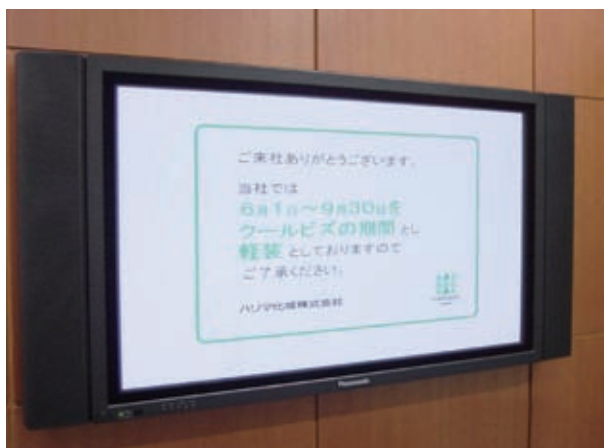 ご来社ありがとうございます。
当社では
6月1日～9月30日を
クールビズの期間とし
軽装としておりますので
ご了承ください。
ハリマ化成株式会社
Panasonic